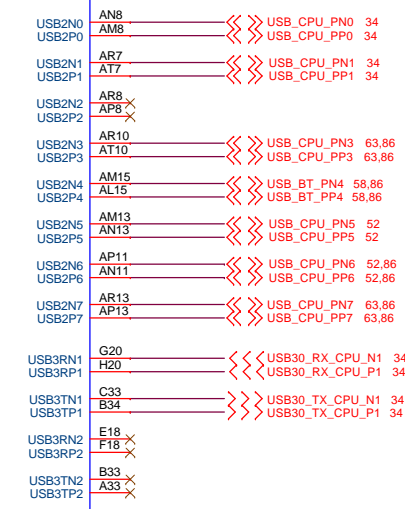 USB2N0 AN8 USB_CPU_PN0 34
USB2P0 AM8 USB_CPU_PP0 34
USB2N1 AR7 USB_CPU_PN1 34
USB2P1 AT7 USB_CPU_PP1 34
USB2N2 AR8
USB2P2 AP8
USB2N3 AR10 USB_CPU_PN3 63,86
USB2P3 AT10 USB_CPU_PP3 63,86
USB2N4 AM15 USB_BT_PN4 58,86
USB2P4 AL15 USB_BT_PP4 58,86
USB2N5 AM13 USB_CPU_PN5 52
USB2P5 AN13 USB_CPU_PP5 52
USB2N6 AP11 USB_CPU_PN6 52,86
USB2P6 AN11 USB_CPU_PP6 52,86
USB2N7 AR13 USB_CPU_PN7 63,86
USB2P7 AP13 USB_CPU_PP7 63,86
USB3RN1 G20 USB30_RX_CPU_N1 34
USB3RP1 H20 USB30_RX_CPU_P1 34
USB3TN1 C33 USB30_TX_CPU_N1 34
USB3TP1 B34 USB30_TX_CPU_P1 34
USB3RN2 E18
USB3RP2 F18
USB3TN2 B33
USB3TP2 A33